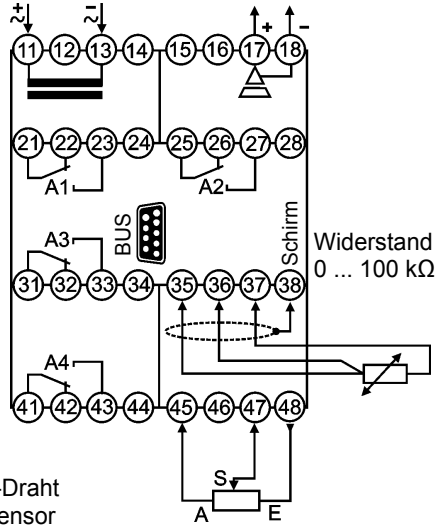 ≂+ ≂− + −
11 12 13 14 15 16 17 18
21 22 23 24 25 26 27 28
A1 A2
BUS
Schirm
A3
Widerstand
0 ... 100 kΩ
31 32 33 34 35 36 37 38
A4
41 42 43 44 45 46 47 48
-Draht
ensor
S
A E